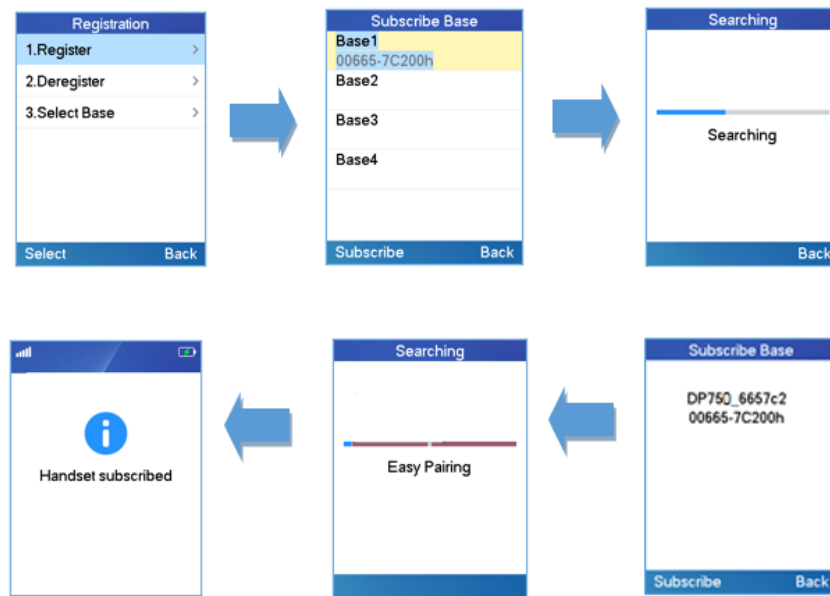 Registration
1.Register
2.Deregister
3.Select Base
Select Back
Subscribe Base
Base1
00665-7C200h
Base2
Base3
Base4
Subscribe Back
Searching
Searching
Back
Subscribe Base
DP750_6657c2
00665-7C200h
Subscribe Back
Searching
Easy Pairing
Handset subscribed